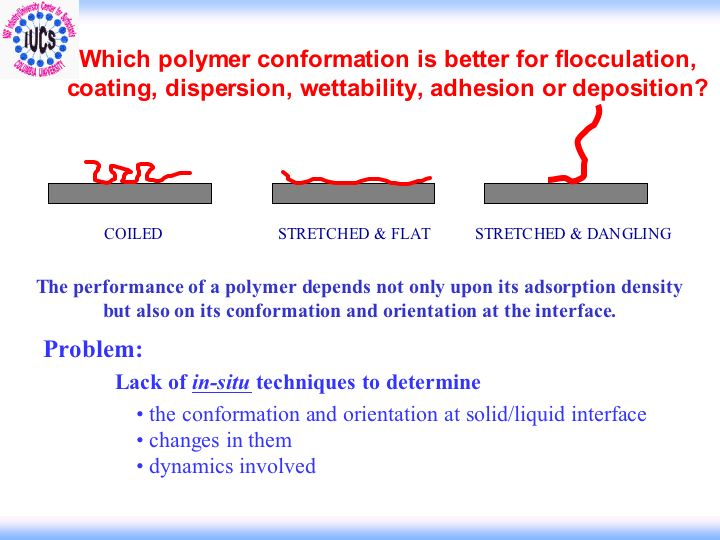 NSF Industry/University Center for Surfactants
IUCS
COLUMBIA UNIVERSITY
Which polymer conformation is better for flocculation,
coating, dispersion, wettability, adhesion or deposition?
COILED
STRETCHED & FLAT
STRETCHED & DANGLING
The performance of a polymer depends not only upon its adsorption density
but also on its conformation and orientation at the interface.
Problem:
Lack of in-situ techniques to determine
• the conformation and orientation at solid/liquid interface
• changes in them
• dynamics involved